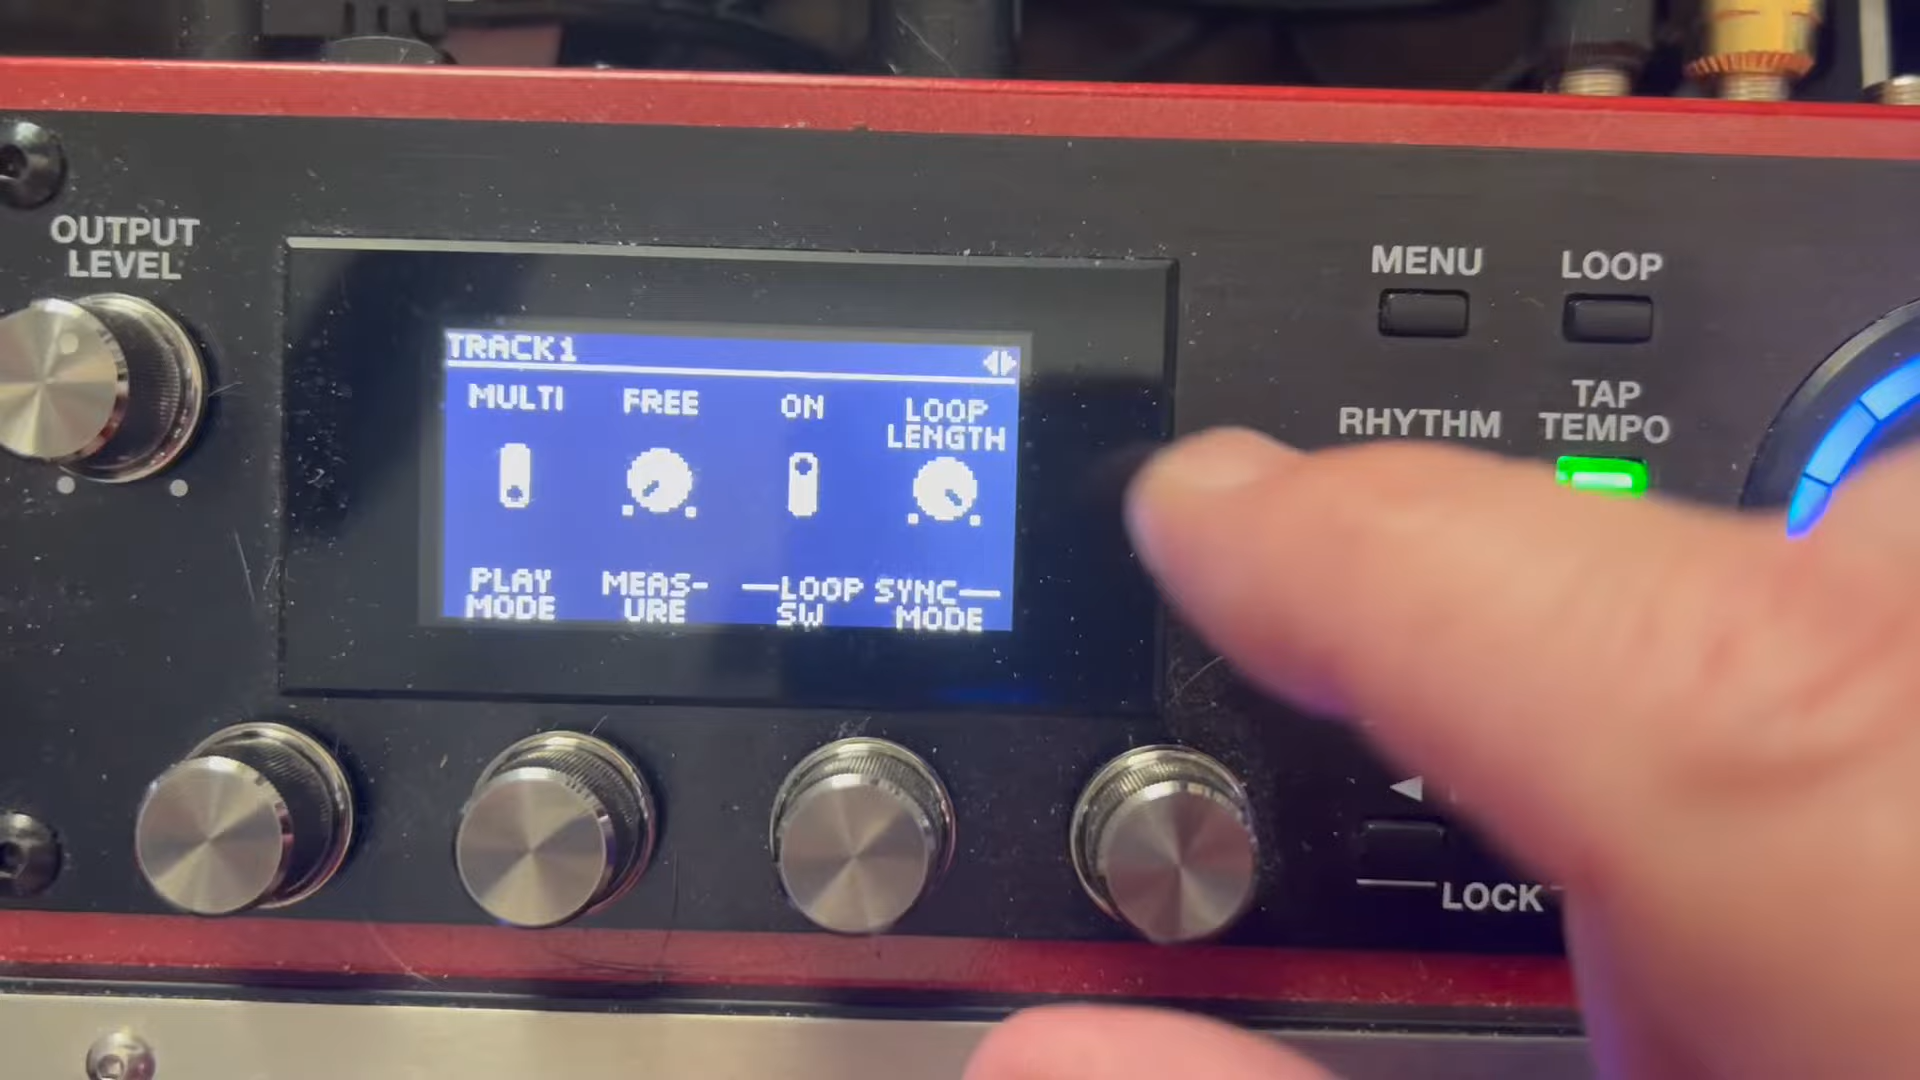 OUTPUT
LEVEL
TRACK1
MULTI
FREE
ON
LOOP
LENGTH
PLAY
MODE
MEAS-
URE
LOOP SYNC
SW
MODE
MENU
LOOP
RHYTHM
TAP
TEMPO
LOCK